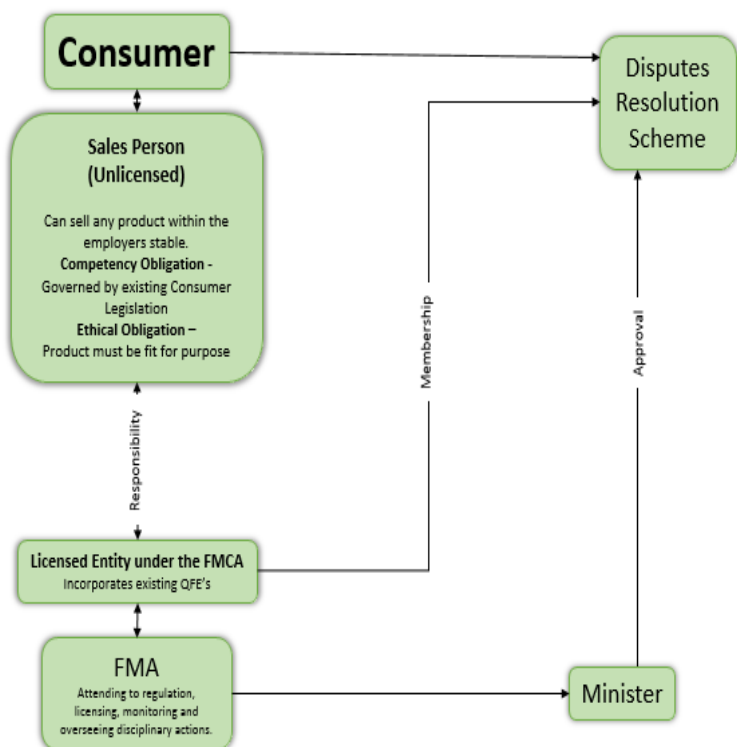 Consumer
Disputes
Resolution
Scheme
Sales Person
(Unlicensed)
Can sell any product within the
employers stable.
Competency Obligation -
Governed by existing Consumer
Legislation
Ethical Obligation –
Product must be fit for purpose
Membership
Approval
Responsibility
Licensed Entity under the FMCA
Incorporates existing QFE's
FMA
Attending to regulation,
licensing, monitoring and
overseeing disciplinary actions.
Minister